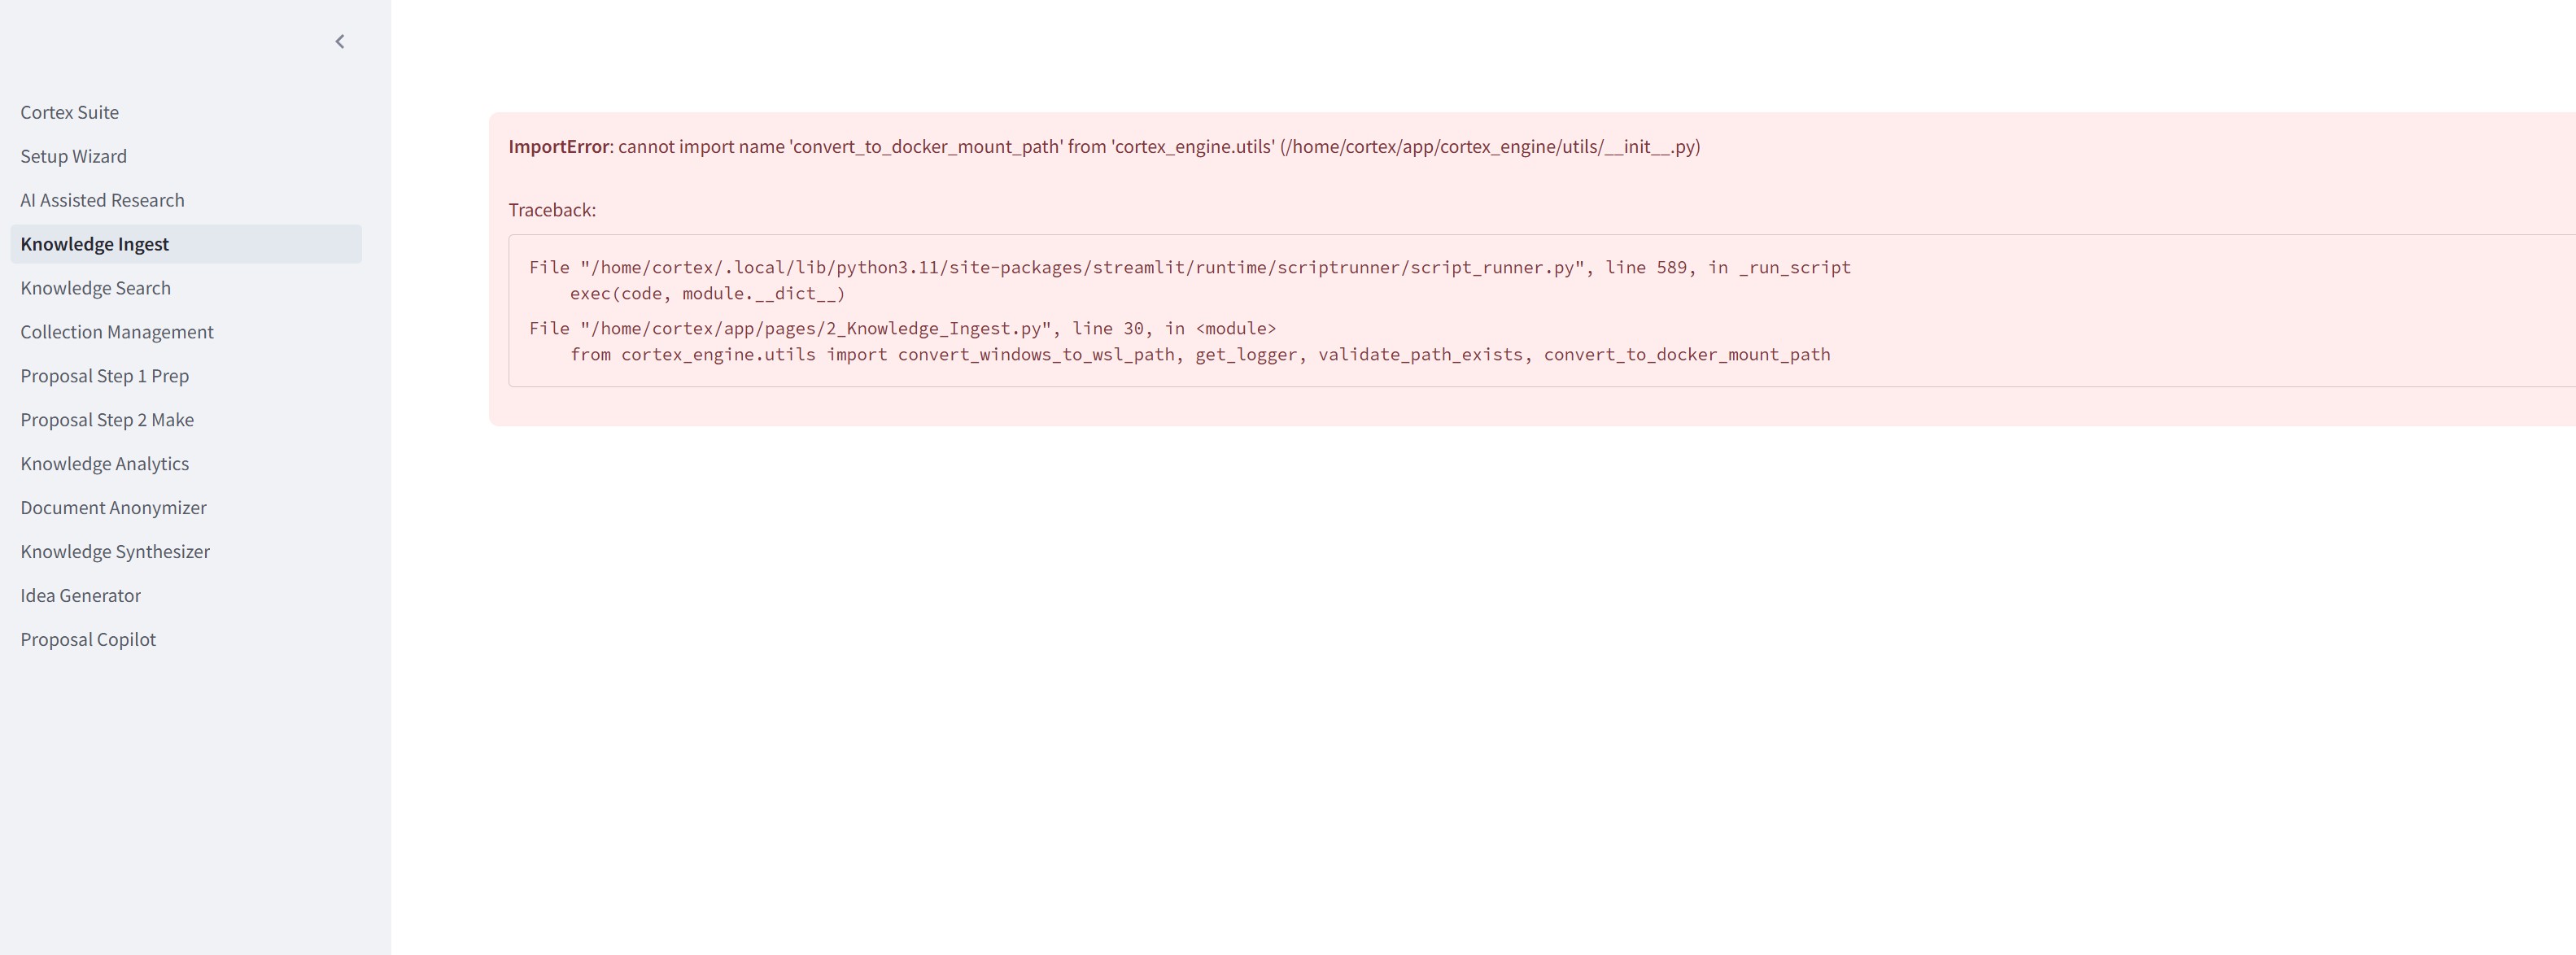 Cortex Suite
Setup Wizard
AI Assisted Research
Knowledge Ingest
Knowledge Search
Collection Management
Proposal Step 1 Prep
Proposal Step 2 Make
Knowledge Analytics
Document Anonymizer
Knowledge Synthesizer
Idea Generator
Proposal Copilot
ImportError: cannot import name 'convert_to_docker_mount_path' from 'cortex_engine.utils' (/home/cortex/app/cortex_engine/utils/__init__.py)
Traceback:
File "/home/cortex/.local/lib/python3.11/site-packages/streamlit/runtime/scriptrunner/script_runner.py", line 589, in _run_script
    exec(code, module.__dict__)
File "/home/cortex/app/pages/2_Knowledge_Ingest.py", line 30, in <module>
    from cortex_engine.utils import convert_windows_to_wsl_path, get_logger, validate_path_exists, convert_to_docker_mount_path